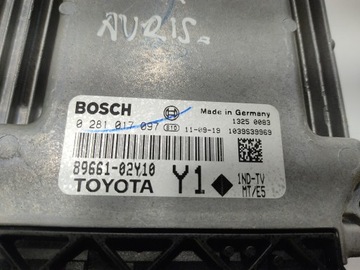 AURIS.
BOSCH
Made in Germany
1325 0083
0 281 017 097 E10 11-09-19 1039S39969
89661-02Y10
TOYOTA
Y1
1ND-TV
MT/E5